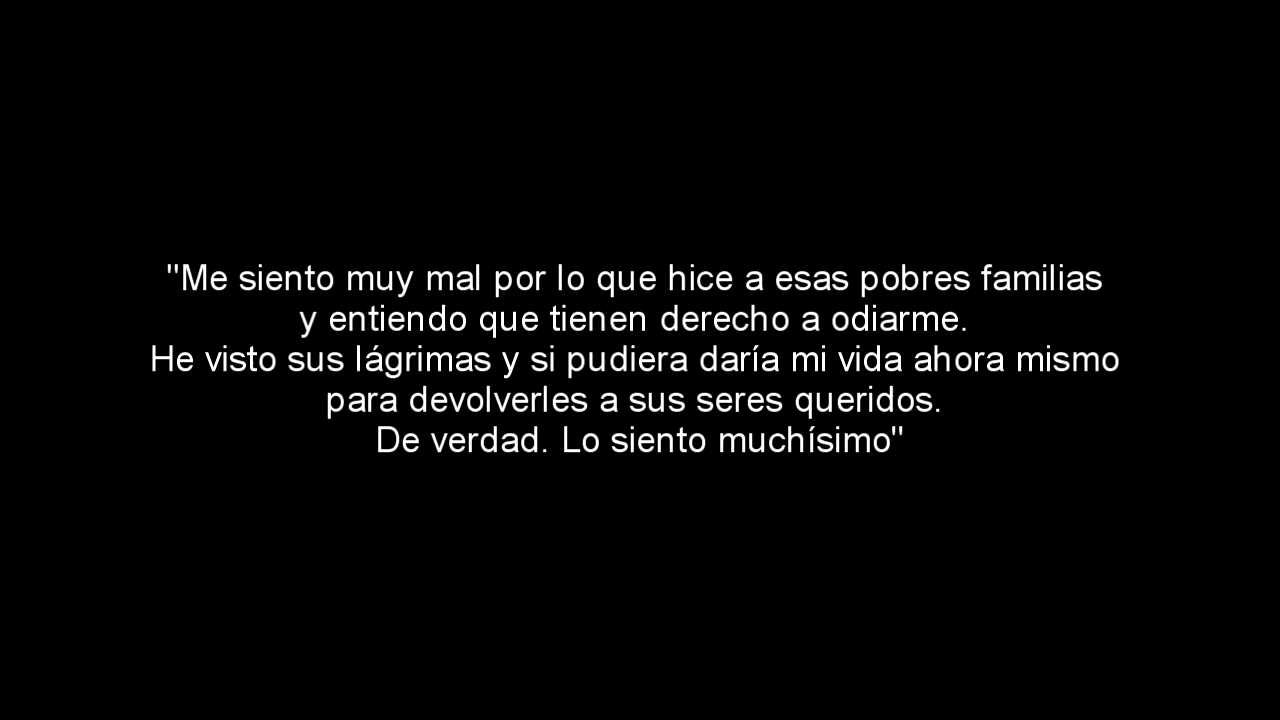 "Me siento muy mal por lo que hice a esas pobres familias
y entiendo que tienen derecho a odiarme.
He visto sus lágrimas y si pudiera daría mi vida ahora mismo
para devolverles a sus seres queridos.
De verdad. Lo siento muchísimo"